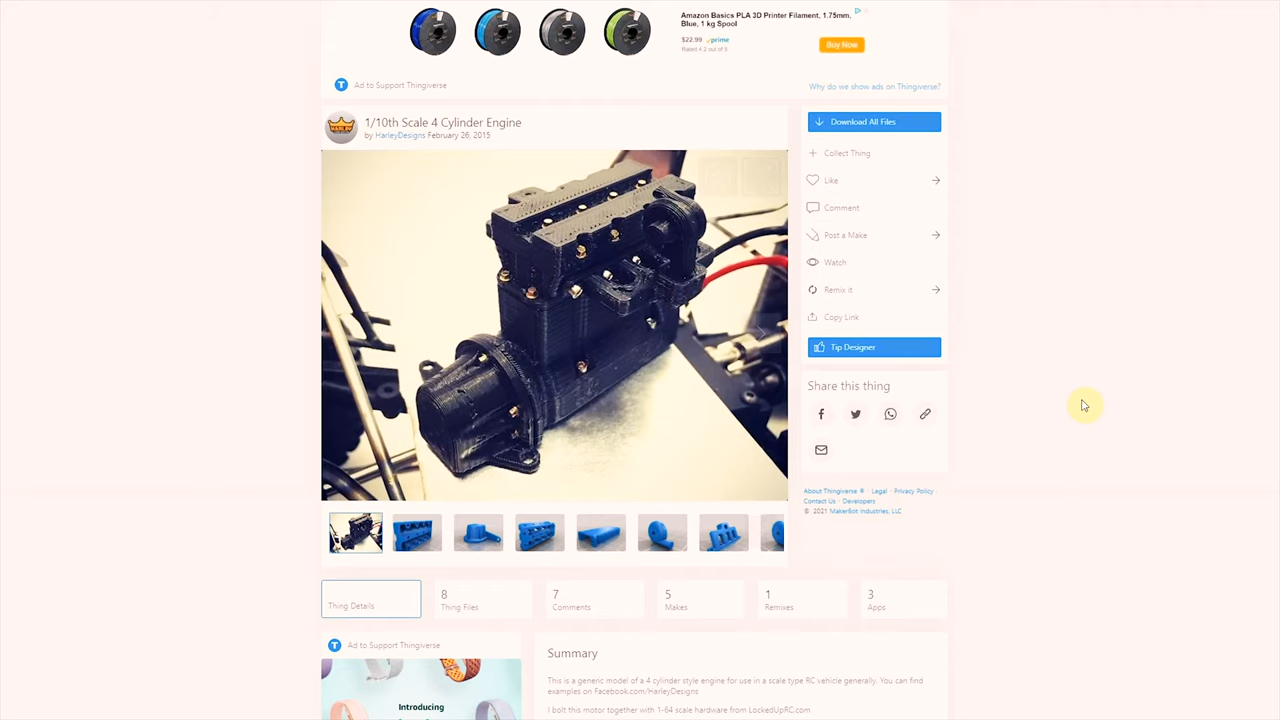 Amazon Basics PLA 3D Printer Filament, 1.75mm,
Blue, 1 kg Spool
$22.99 prime
Rated 4.2 out of 5
Buy Now
Ad to Support Thingiverse
Why do we show ads on Thingiverse?
1/10th Scale 4 Cylinder Engine
by HarleyDesigns February 26, 2015
Download All Files
Collect Thing
Like
Comment
Post a Make
Watch
Remix it
Copy Link
Tip Designer
Share this thing
About Thingiverse ® · Legal · Privacy Policy ·
Contact Us · Developers
© 2021 MakerBot Industries, LLC
Thing Details
8
Thing Files
7
Comments
5
Makes
1
Remixes
3
Apps
Ad to Support Thingiverse
Introducing
Summary
This is a generic model of a 4 cylinder style engine for use in a scale type RC vehicle generally. You can find
examples on Facebook.com/HarleyDesigns
I bolt this motor together with 1-64 scale hardware from LockedUpRC.com